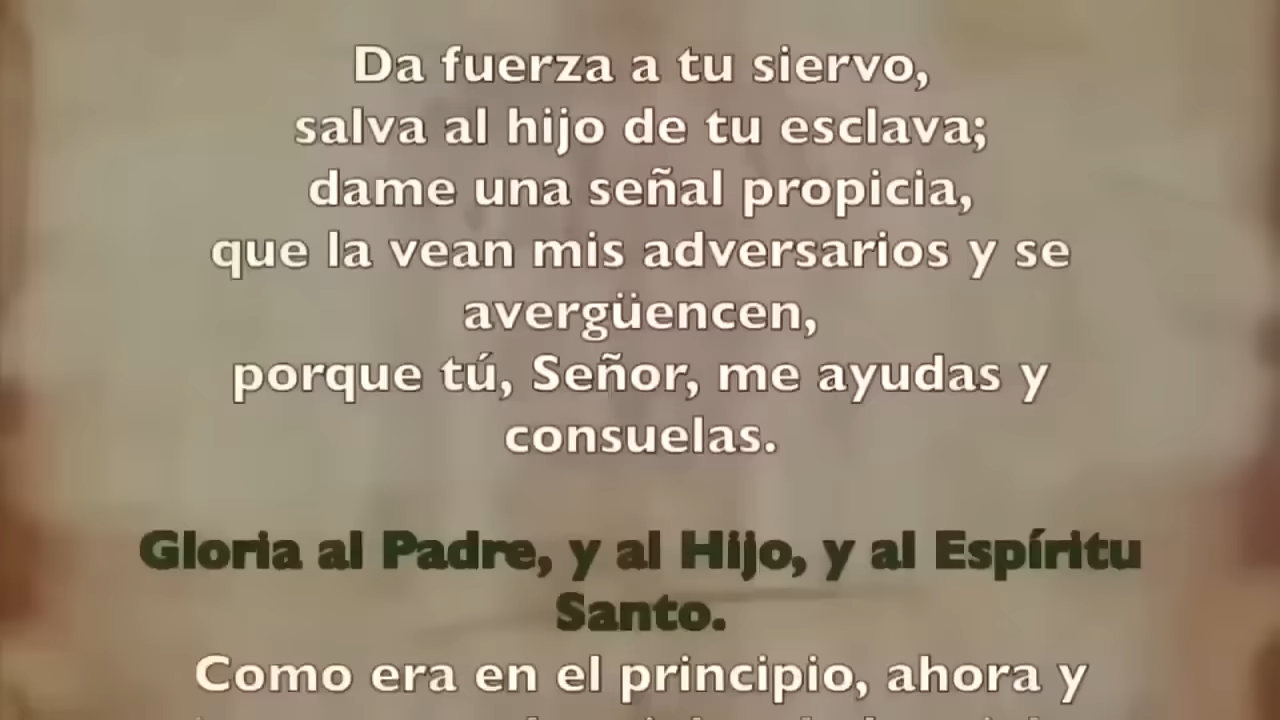 Da fuerza a tu siervo,
salva al hijo de tu esclava;
dame una señal propicia,
que la vean mis adversarios y se
avergüencen,
porque tú, Señor, me ayudas y
consuelas.
Gloria al Padre, y al Hijo, y al Espíritu
Santo.
Como era en el principio, ahora y